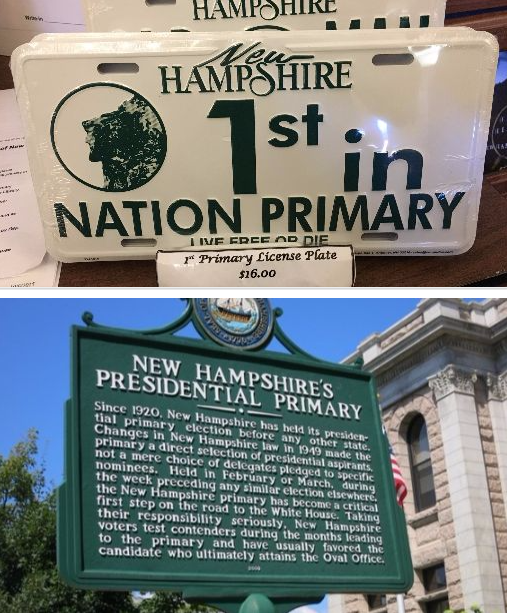 HAMPSHIRE
New
HAMPSHIRE
1st in
NATION PRIMARY
LIVE FREE OR DIE
1st Primary License Plate
$16.00
NEW HAMPSHIRE'S
PRESIDENTIAL PRIMARY
Since 1920, New Hampshire has held its presiden-
tial primary election before any other state.
Changes in New Hampshire law in 1949 made the
primary a direct selection of presidential aspirants,
not a mere choice of delegates pledged to specific
nominees. Held in February or March, during
the week preceding any similar election elsewhere,
the New Hampshire primary has become a critical
first step on the road to the White House. Taking
their responsibility seriously, New Hampshire
voters test contenders during the months leading
to the primary and have usually favored the
candidate who ultimately attains the Oval Office.